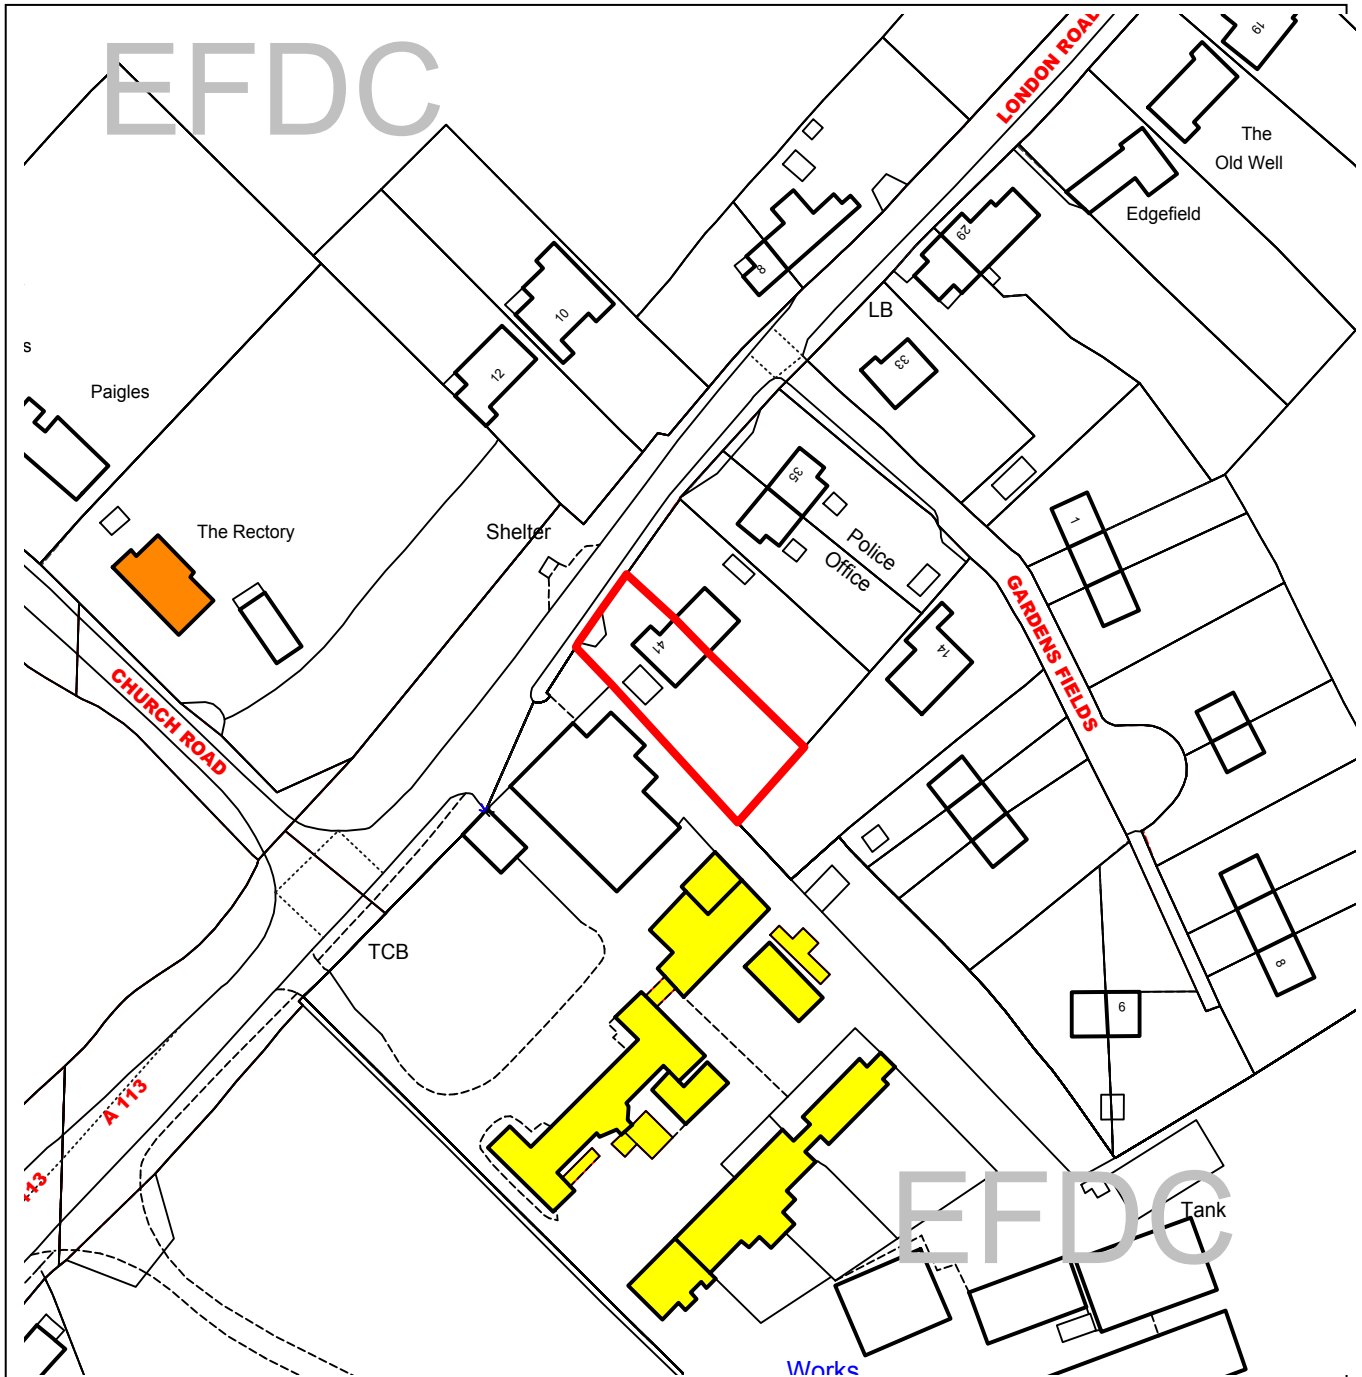 EFDC
19
LONDON ROAD
The
Old Well
Edgefield
29
8
LB
10
33
12
s
Paigles
35
1
The Rectory
Shelter
Police
Office
GARDENS FIELDS
41
14
CHURCH ROAD
TCB
8
6
A 113
113
EFDC
Tank
Works